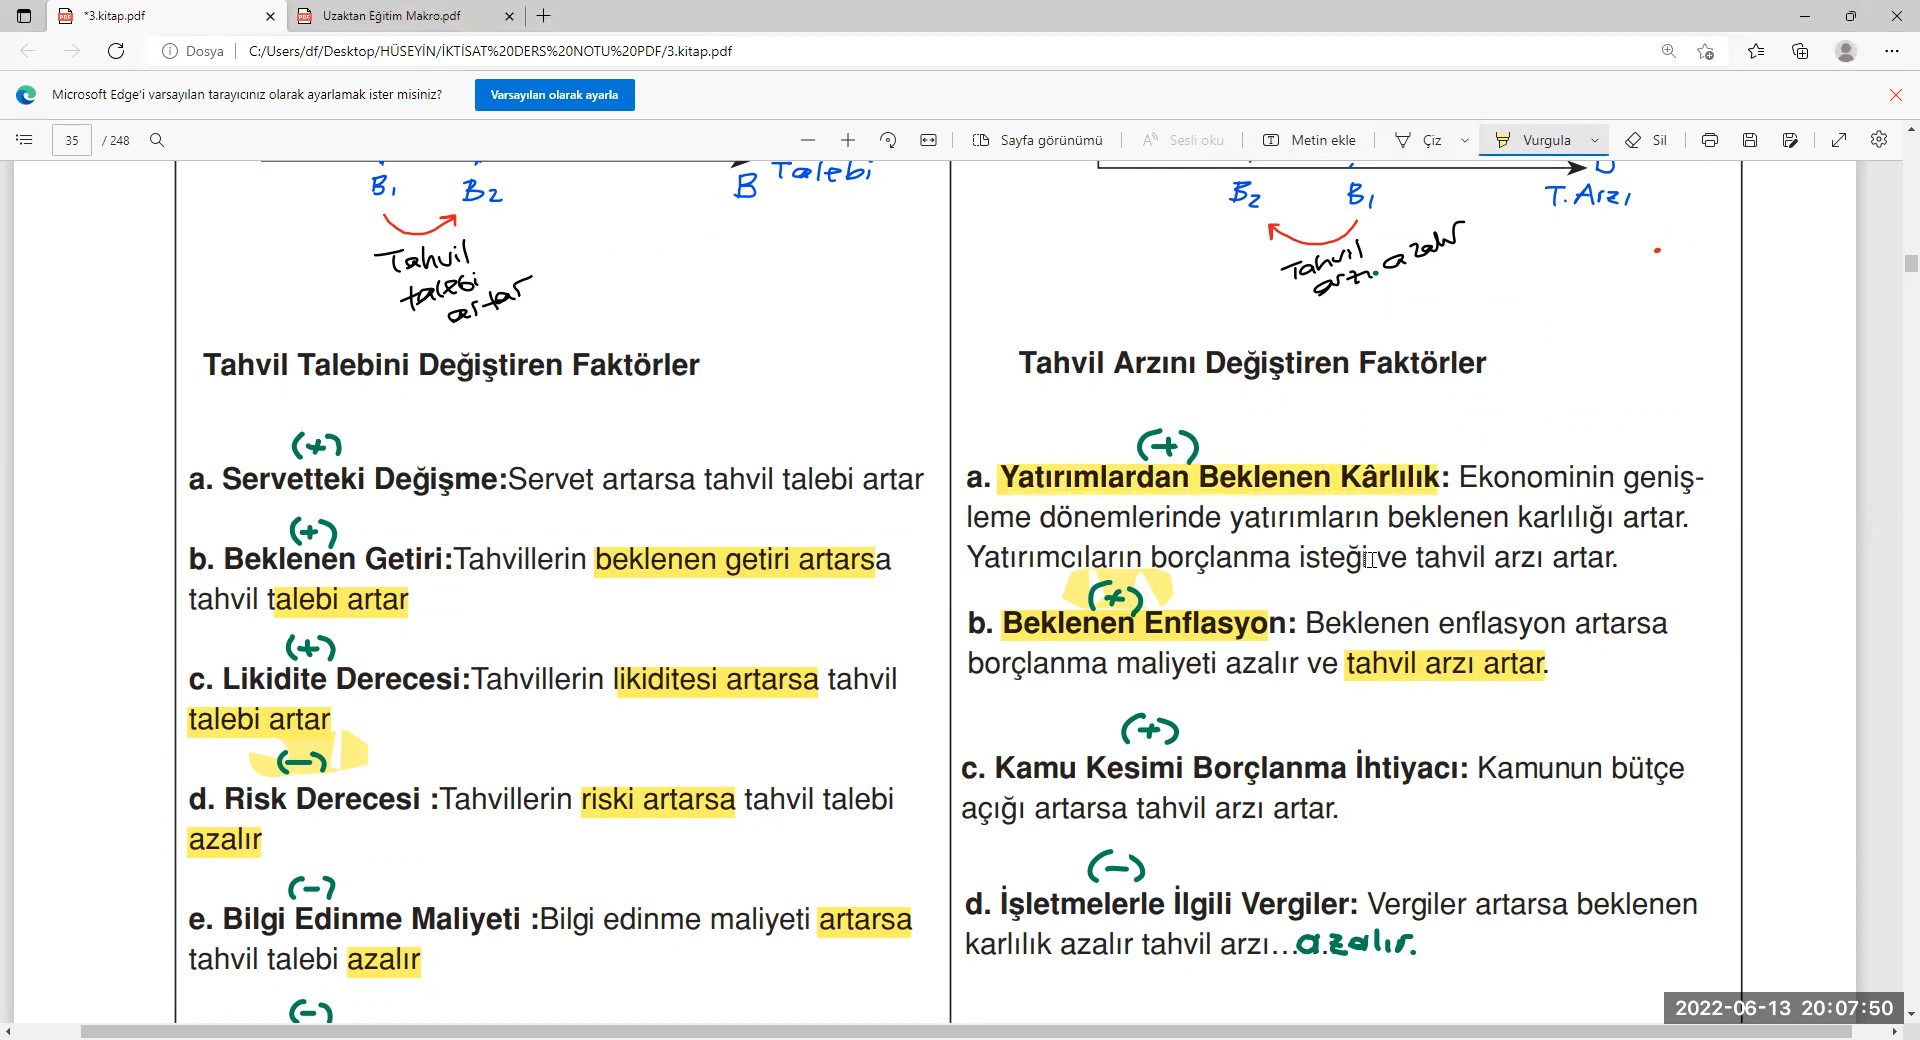 *3.kitap.pdf
Uzaktan Eğitim Makro.pdf
Dosya
C:/Users/df/Desktop/HÜSEYİN/İKTİSAT%20DERS%20NOTU%20PDF/3.kitap.pdf
Microsoft Edge'i varsayılan tarayıcınız olarak ayarlamak ister misiniz?
Varsayılan olarak ayarla
35 / 248
Sayfa görünümü
Sesli oku
Metin ekle
Çiz
Vurgula
Sil
B1 B2 B Talebi
Tahvil
talebi
artar
Tahvil Talebini Değiştiren Faktörler
(+)
a. Servetteki Değişme:Servet artarsa tahvil talebi artar
(+)
b. Beklenen Getiri:Tahvillerin beklenen getiri artarsa
tahvil talebi artar
(+)
c. Likidite Derecesi:Tahvillerin likiditesi artarsa tahvil
talebi artar
(-)
d. Risk Derecesi :Tahvillerin riski artarsa tahvil talebi
azalır
(-)
e. Bilgi Edinme Maliyeti :Bilgi edinme maliyeti artarsa
tahvil talebi azalır
(-)
B2 B1 T. Arzı
Tahvil
arzı azalır
Tahvil Arzını Değiştiren Faktörler
(+)
a. Yatırımlardan Beklenen Kârlılık: Ekonominin geniş-
leme dönemlerinde yatırımların beklenen karlılığı artar.
Yatırımcıların borçlanma isteği ve tahvil arzı artar.
(+)
b. Beklenen Enflasyon: Beklenen enflasyon artarsa
borçlanma maliyeti azalır ve tahvil arzı artar.
(+)
c. Kamu Kesimi Borçlanma İhtiyacı: Kamunun bütçe
açığı artarsa tahvil arzı artar.
(-)
d. İşletmelerle İlgili Vergiler: Vergiler artarsa beklenen
karlılık azalır tahvil arzı...azalır.
2022-06-13 20:07:50